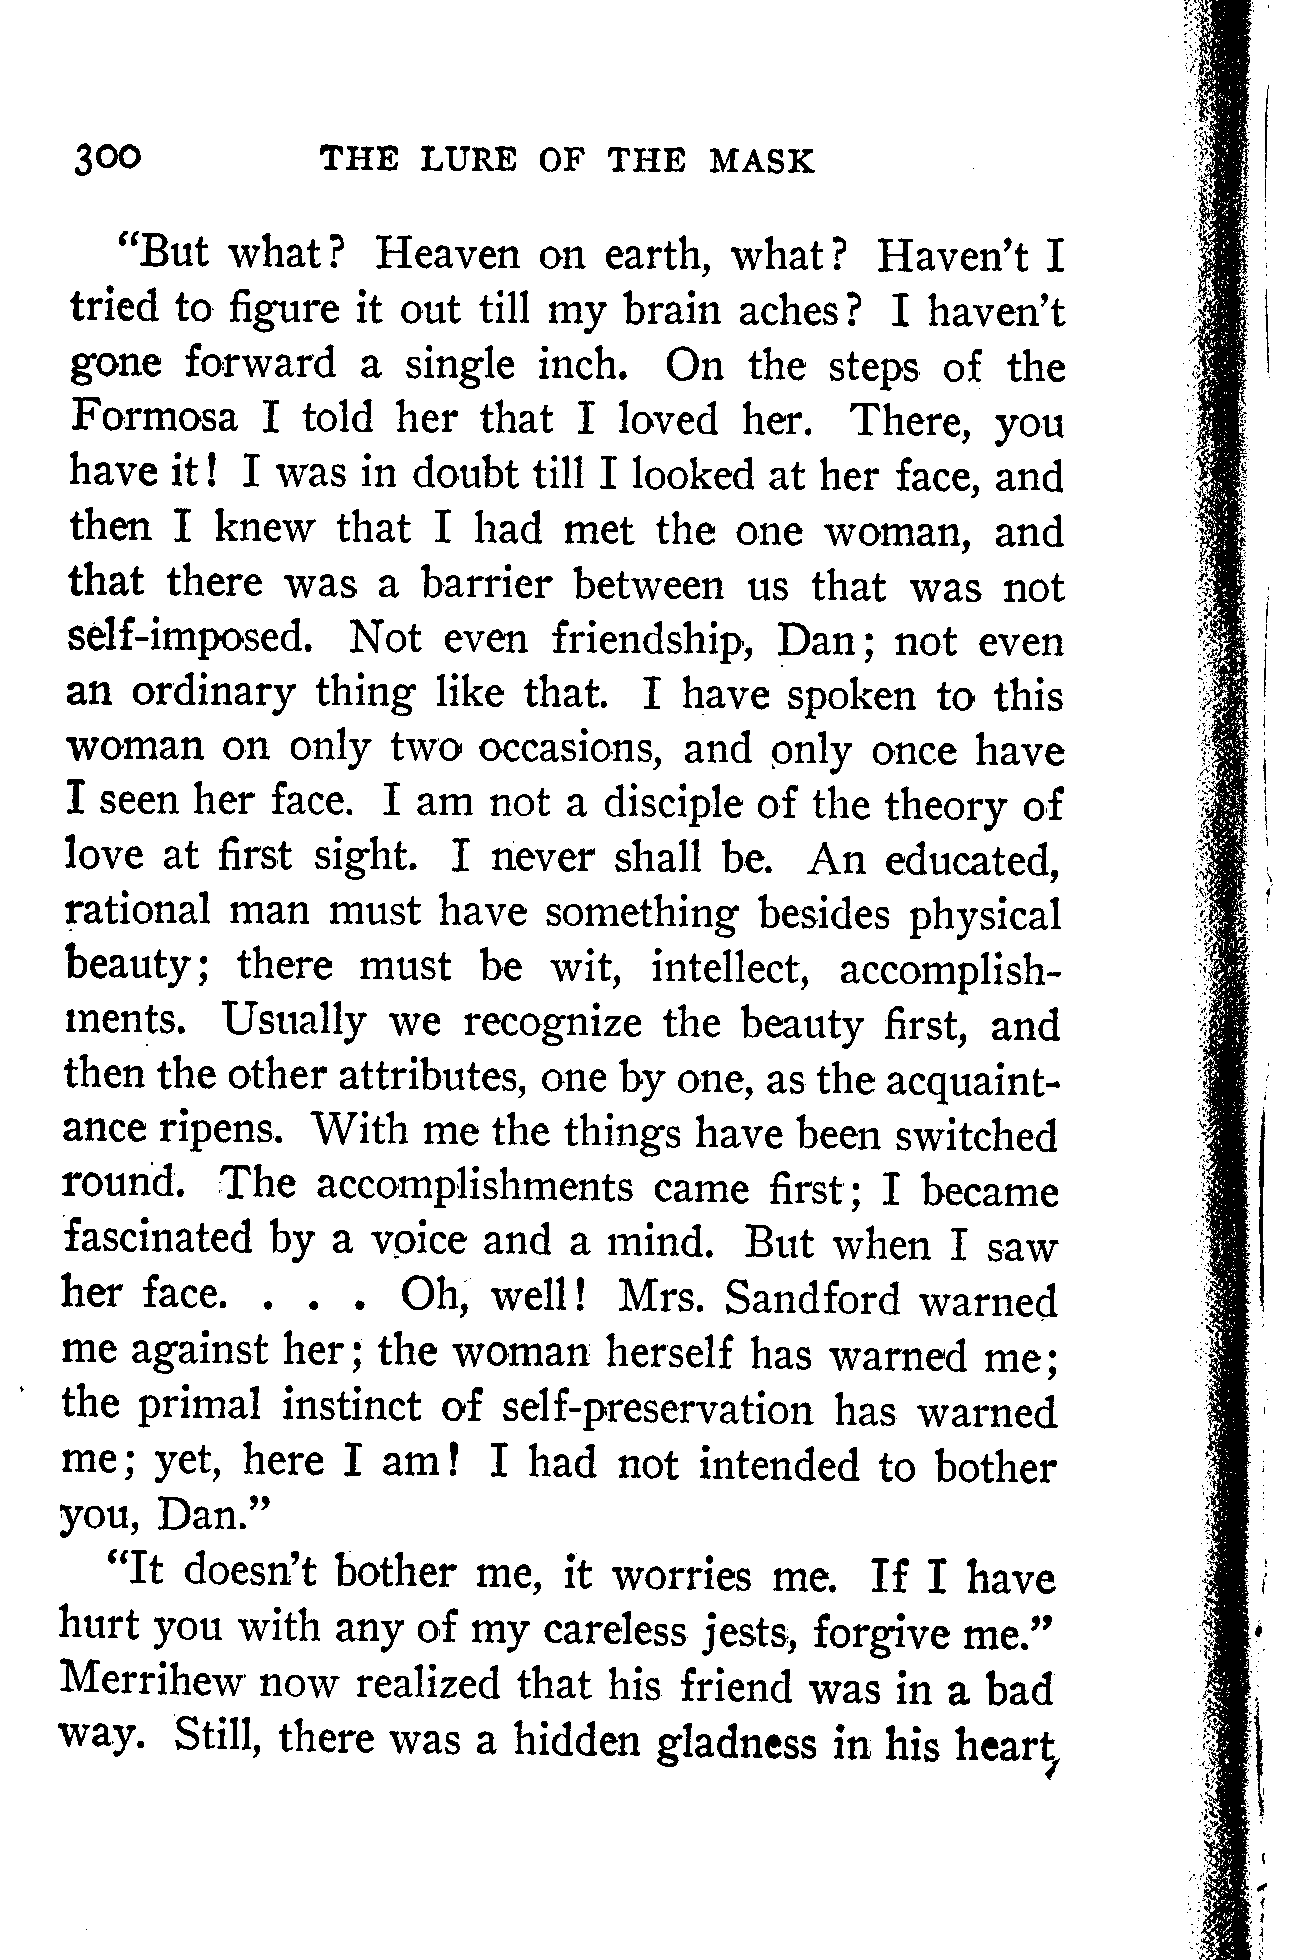 300 THE LURE OF THE MASK
“But what? Heaven on earth, what? Haven’t I
tried to figure it out till my brain aches? I haven’t
gone forward a single inch. On the steps of the
Formosa I told her that I loved her. There, you
have it! I was in doubt till I looked at her face, and
then I knew that I had met the one woman, and
that there was a barrier between us that was not
self-imposed. Not even friendship, Dan; not even
an ordinary thing like that. I have spoken to this
woman on only two occasions, and only once have
I seen her face. I am not a disciple of the theory of
love at first sight. I never shall be. An educated,
rational man must have something besides physical
beauty; there must be wit, intellect, accomplish-
ments. Usually we recognize the beauty first, and
then the other attributes, one by one, as the acquaint-
ance ripens. With me the things have been switched
round. The accomplishments came first; I became
fascinated by a voice and a mind. But when I saw
her face. . . . Oh, well! Mrs. Sandford warned
me against her; the woman herself has warned me;
the primal instinct of self-preservation has warned
me; yet, here I am! I had not intended to bother
you, Dan.”
“It doesn’t bother me, it worries me. If I have
hurt you with any of my careless jests, forgive me.”
Merrihew now realized that his friend was in a bad
way. Still, there was a hidden gladness in his heart,